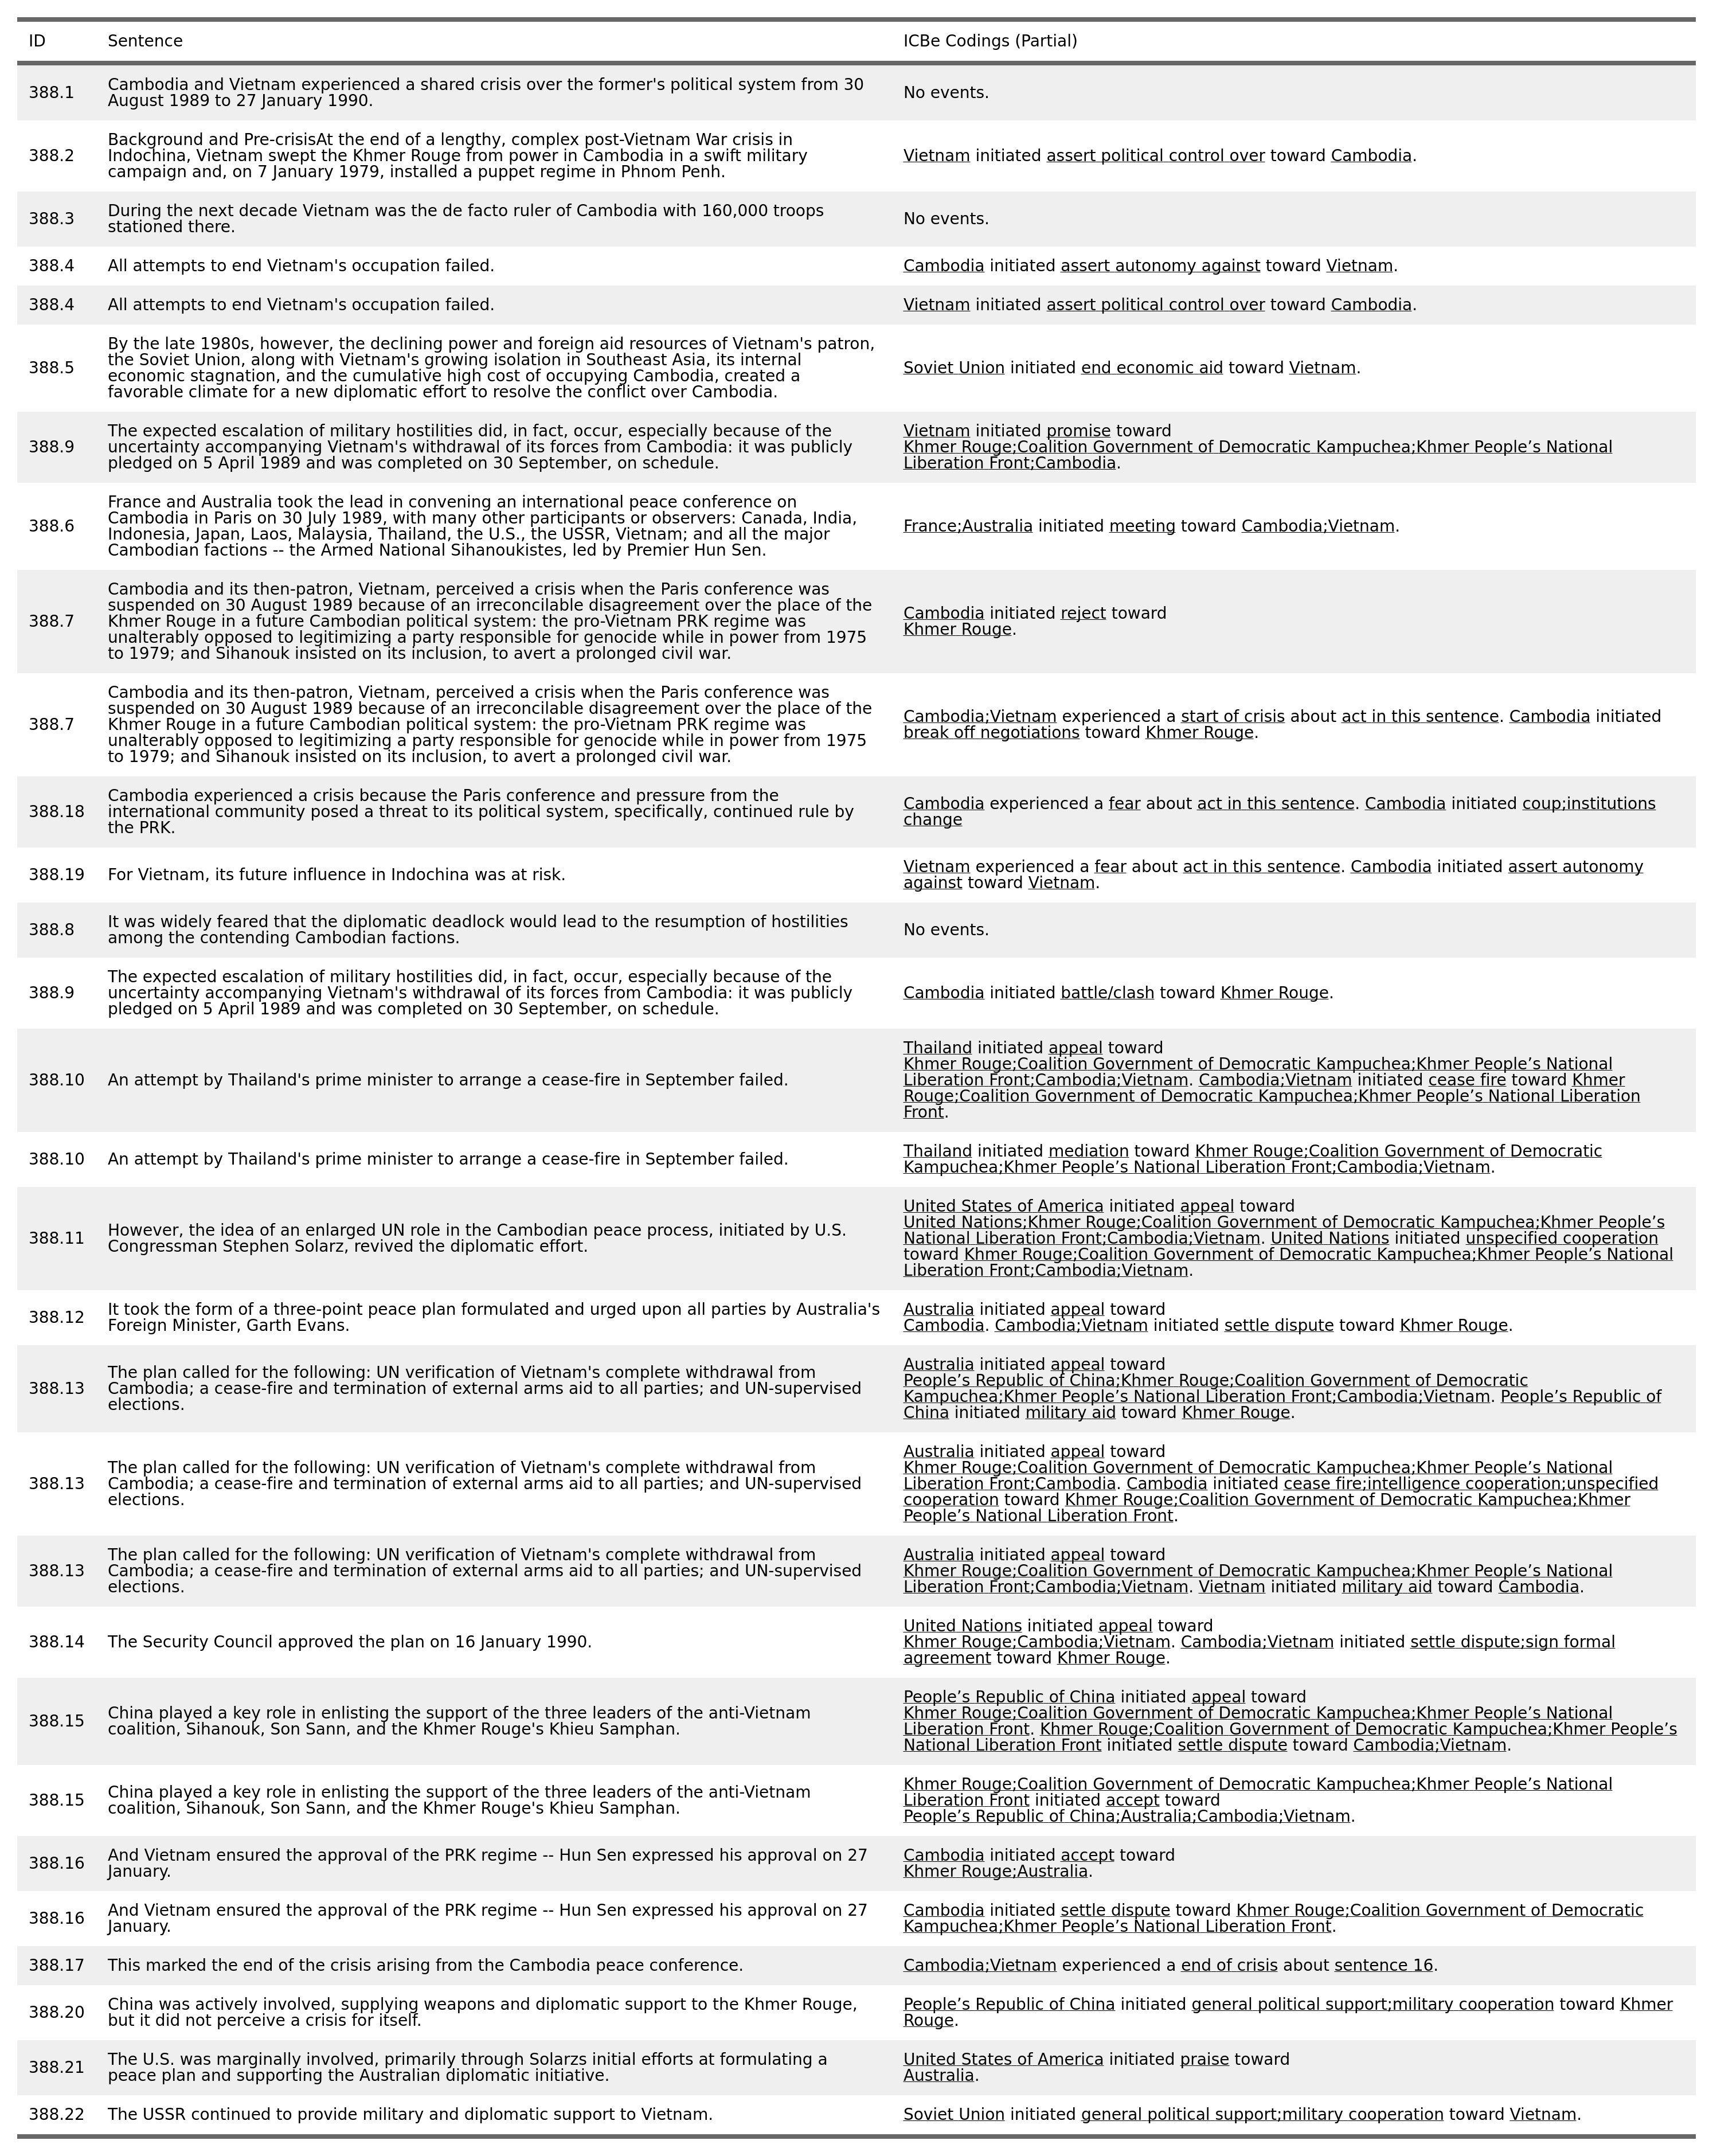 ID Sentence ICBe Codings (Partial)
388.1 Cambodia and Vietnam experienced a shared crisis over the former's political system from 30
August 1989 to 27 January 1990.
No events.
388.2 Background and Pre-crisisAt the end of a lengthy, complex post-Vietnam War crisis in
Indochina, Vietnam swept the Khmer Rouge from power in Cambodia in a swift military
campaign and, on 7 January 1979, installed a puppet regime in Phnom Penh.
Vietnam initiated assert political control over toward Cambodia.
388.3 During the next decade Vietnam was the de facto ruler of Cambodia with 160,000 troops
stationed there.
No events.
388.4 All attempts to end Vietnam's occupation failed.
Cambodia initiated assert autonomy against toward Vietnam.
388.4 All attempts to end Vietnam's occupation failed.
Vietnam initiated assert political control over toward Cambodia.
388.5 By the late 1980s, however, the declining power and foreign aid resources of Vietnam's patron,
the Soviet Union, along with Vietnam's growing isolation in Southeast Asia, its internal
economic stagnation, and the cumulative high cost of occupying Cambodia, created a
favorable climate for a new diplomatic effort to resolve the conflict over Cambodia.
Soviet Union initiated end economic aid toward Vietnam.
388.9 The expected escalation of military hostilities did, in fact, occur, especially because of the
uncertainty accompanying Vietnam's withdrawal of its forces from Cambodia: it was publicly
pledged on 5 April 1989 and was completed on 30 September, on schedule.
Vietnam initiated promise toward
Khmer Rouge;Coalition Government of Democratic Kampuchea;Khmer People’s National
Liberation Front;Cambodia.
388.6 France and Australia took the lead in convening an international peace conference on
Cambodia in Paris on 30 July 1989, with many other participants or observers: Canada, India,
Indonesia, Japan, Laos, Malaysia, Thailand, the U.S., the USSR, Vietnam; and all the major
Cambodian factions -- the Armed National Sihanoukistes, led by Premier Hun Sen.
France;Australia initiated meeting toward Cambodia;Vietnam.
388.7 Cambodia and its then-patron, Vietnam, perceived a crisis when the Paris conference was
suspended on 30 August 1989 because of an irreconcilable disagreement over the place of the
Khmer Rouge in a future Cambodian political system: the pro-Vietnam PRK regime was
unalterably opposed to legitimizing a party responsible for genocide while in power from 1975
to 1979; and Sihanouk insisted on its inclusion, to avert a prolonged civil war.
Cambodia initiated reject toward
Khmer Rouge.
388.7 Cambodia and its then-patron, Vietnam, perceived a crisis when the Paris conference was
suspended on 30 August 1989 because of an irreconcilable disagreement over the place of the
Khmer Rouge in a future Cambodian political system: the pro-Vietnam PRK regime was
unalterably opposed to legitimizing a party responsible for genocide while in power from 1975
to 1979; and Sihanouk insisted on its inclusion, to avert a prolonged civil war.
Cambodia;Vietnam experienced a start of crisis about act in this sentence. Cambodia initiated
break off negotiations toward Khmer Rouge.
388.18 Cambodia experienced a crisis because the Paris conference and pressure from the
international community posed a threat to its political system, specifically, continued rule by
the PRK.
Cambodia experienced a fear about act in this sentence. Cambodia initiated coup;institutions
change
388.19 For Vietnam, its future influence in Indochina was at risk.
Vietnam experienced a fear about act in this sentence. Cambodia initiated assert autonomy
against toward Vietnam.
388.8 It was widely feared that the diplomatic deadlock would lead to the resumption of hostilities
among the contending Cambodian factions.
No events.
388.9 The expected escalation of military hostilities did, in fact, occur, especially because of the
uncertainty accompanying Vietnam's withdrawal of its forces from Cambodia: it was publicly
pledged on 5 April 1989 and was completed on 30 September, on schedule.
Cambodia initiated battle/clash toward Khmer Rouge.
388.10 An attempt by Thailand's prime minister to arrange a cease-fire in September failed.
Thailand initiated appeal toward
Khmer Rouge;Coalition Government of Democratic Kampuchea;Khmer People’s National
Liberation Front;Cambodia;Vietnam. Cambodia;Vietnam initiated cease fire toward Khmer
Rouge;Coalition Government of Democratic Kampuchea;Khmer People’s National Liberation
Front.
388.10 An attempt by Thailand's prime minister to arrange a cease-fire in September failed.
Thailand initiated mediation toward Khmer Rouge;Coalition Government of Democratic
Kampuchea;Khmer People’s National Liberation Front;Cambodia;Vietnam.
388.11 However, the idea of an enlarged UN role in the Cambodian peace process, initiated by U.S.
Congressman Stephen Solarz, revived the diplomatic effort.
United States of America initiated appeal toward
United Nations;Khmer Rouge;Coalition Government of Democratic Kampuchea;Khmer People’s
National Liberation Front;Cambodia;Vietnam. United Nations initiated unspecified cooperation
toward Khmer Rouge;Coalition Government of Democratic Kampuchea;Khmer People’s National
Liberation Front;Cambodia;Vietnam.
388.12 It took the form of a three-point peace plan formulated and urged upon all parties by Australia's
Foreign Minister, Garth Evans.
Australia initiated appeal toward
Cambodia. Cambodia;Vietnam initiated settle dispute toward Khmer Rouge.
388.13 The plan called for the following: UN verification of Vietnam's complete withdrawal from
Cambodia; a cease-fire and termination of external arms aid to all parties; and UN-supervised
elections.
Australia initiated appeal toward
People’s Republic of China;Khmer Rouge;Coalition Government of Democratic
Kampuchea;Khmer People’s National Liberation Front;Cambodia;Vietnam. People’s Republic of
China initiated military aid toward Khmer Rouge.
388.13 The plan called for the following: UN verification of Vietnam's complete withdrawal from
Cambodia; a cease-fire and termination of external arms aid to all parties; and UN-supervised
elections.
Australia initiated appeal toward
Khmer Rouge;Coalition Government of Democratic Kampuchea;Khmer People’s National
Liberation Front;Cambodia. Cambodia initiated cease fire;intelligence cooperation;unspecified
cooperation toward Khmer Rouge;Coalition Government of Democratic Kampuchea;Khmer
People’s National Liberation Front.
388.13 The plan called for the following: UN verification of Vietnam's complete withdrawal from
Cambodia; a cease-fire and termination of external arms aid to all parties; and UN-supervised
elections.
Australia initiated appeal toward
Khmer Rouge;Coalition Government of Democratic Kampuchea;Khmer People’s National
Liberation Front;Cambodia;Vietnam. Vietnam initiated military aid toward Cambodia.
388.14 The Security Council approved the plan on 16 January 1990.
United Nations initiated appeal toward
Khmer Rouge;Cambodia;Vietnam. Cambodia;Vietnam initiated settle dispute;sign formal
agreement toward Khmer Rouge.
388.15 China played a key role in enlisting the support of the three leaders of the anti-Vietnam
coalition, Sihanouk, Son Sann, and the Khmer Rouge's Khieu Samphan.
People’s Republic of China initiated appeal toward
Khmer Rouge;Coalition Government of Democratic Kampuchea;Khmer People’s National
Liberation Front. Khmer Rouge;Coalition Government of Democratic Kampuchea;Khmer People’s
National Liberation Front initiated settle dispute toward Cambodia;Vietnam.
388.15 China played a key role in enlisting the support of the three leaders of the anti-Vietnam
coalition, Sihanouk, Son Sann, and the Khmer Rouge's Khieu Samphan.
Khmer Rouge;Coalition Government of Democratic Kampuchea;Khmer People’s National
Liberation Front initiated accept toward
People’s Republic of China;Australia;Cambodia;Vietnam.
388.16 And Vietnam ensured the approval of the PRK regime -- Hun Sen expressed his approval on 27
January.
Cambodia initiated accept toward
Khmer Rouge;Australia.
388.16 And Vietnam ensured the approval of the PRK regime -- Hun Sen expressed his approval on 27
January.
Cambodia initiated settle dispute toward Khmer Rouge;Coalition Government of Democratic
Kampuchea;Khmer People’s National Liberation Front.
388.17 This marked the end of the crisis arising from the Cambodia peace conference.
Cambodia;Vietnam experienced a end of crisis about sentence 16.
388.20 China was actively involved, supplying weapons and diplomatic support to the Khmer Rouge,
but it did not perceive a crisis for itself.
People’s Republic of China initiated general political support;military cooperation toward Khmer
Rouge.
388.21 The U.S. was marginally involved, primarily through Solarzs initial efforts at formulating a
peace plan and supporting the Australian diplomatic initiative.
United States of America initiated praise toward
Australia.
388.22 The USSR continued to provide military and diplomatic support to Vietnam.
Soviet Union initiated general political support;military cooperation toward Vietnam.